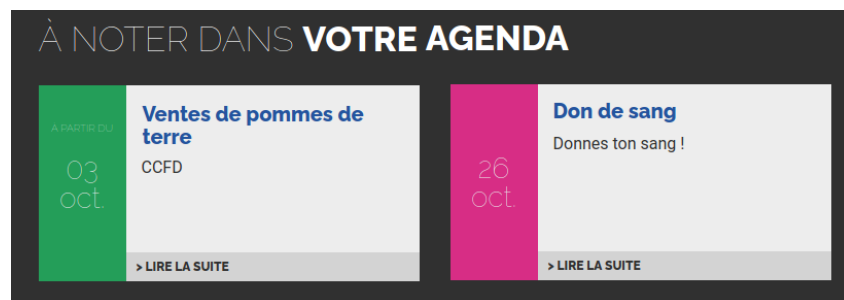 À NOTER DANS VOTRE AGENDA
À PARTIR DU
03
oct.
Ventes de pommes de
terre
CCFD
> LIRE LA SUITE
26
oct.
Don de sang
Donnes ton sang !
> LIRE LA SUITE